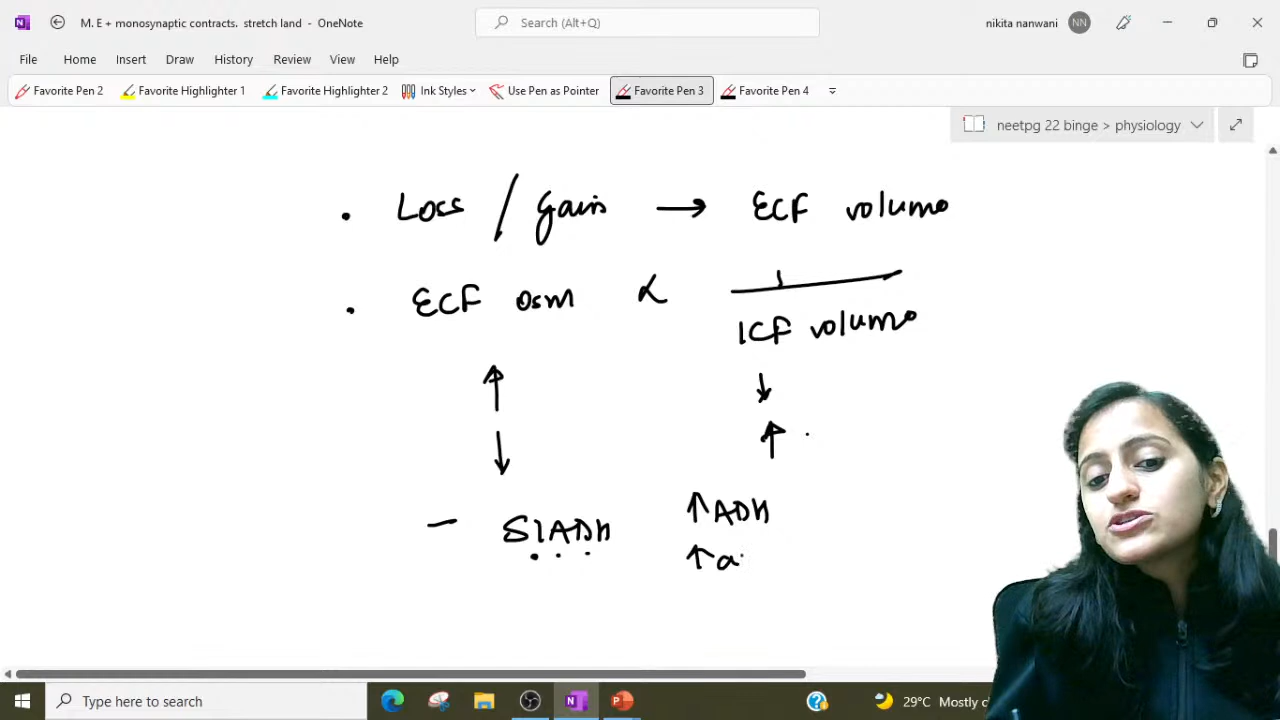 M. E + monosynaptic contracts. stretch land - OneNote
Search (Alt+Q)
nikita nanwani NN
File Home Insert Draw History Review View Help
Favorite Pen 2 Favorite Highlighter 1 Favorite Highlighter 2 Ink Styles Use Pen as Pointer Favorite Pen 3 Favorite Pen 4
neetpg 22 binge > physiology
. Loss / Gain → ECF volume
. ECF osm α 1
ICF volume
↑ ↓
↓ ↑
– SIADH ↑ ADH
↑ a
Type here to search
29°C Mostly cl